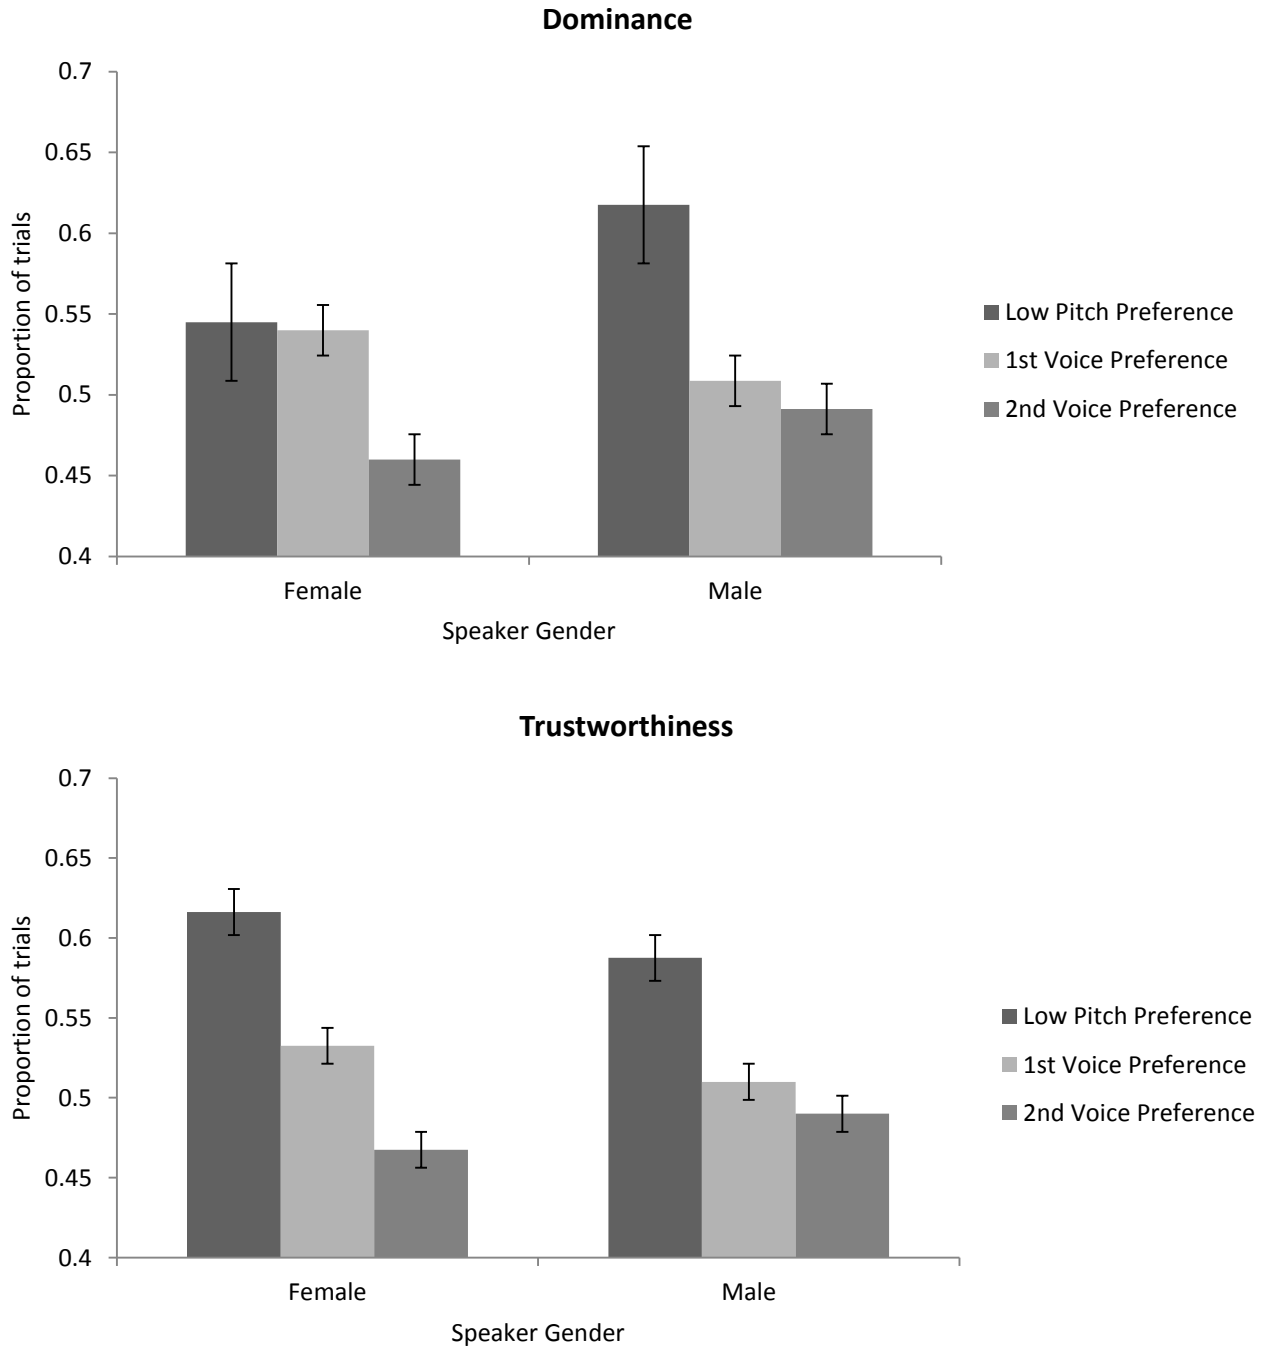 Dominance
0.7
0.65
0.6
0.55
0.5
0.45
0.4
Proportion of trials
Female
Male
Speaker Gender
Low Pitch Preference
1st Voice Preference
2nd Voice Preference
Trustworthiness
0.7
0.65
0.6
0.55
0.5
0.45
0.4
Proportion of trials
Female
Male
Speaker Gender
Low Pitch Preference
1st Voice Preference
2nd Voice Preference